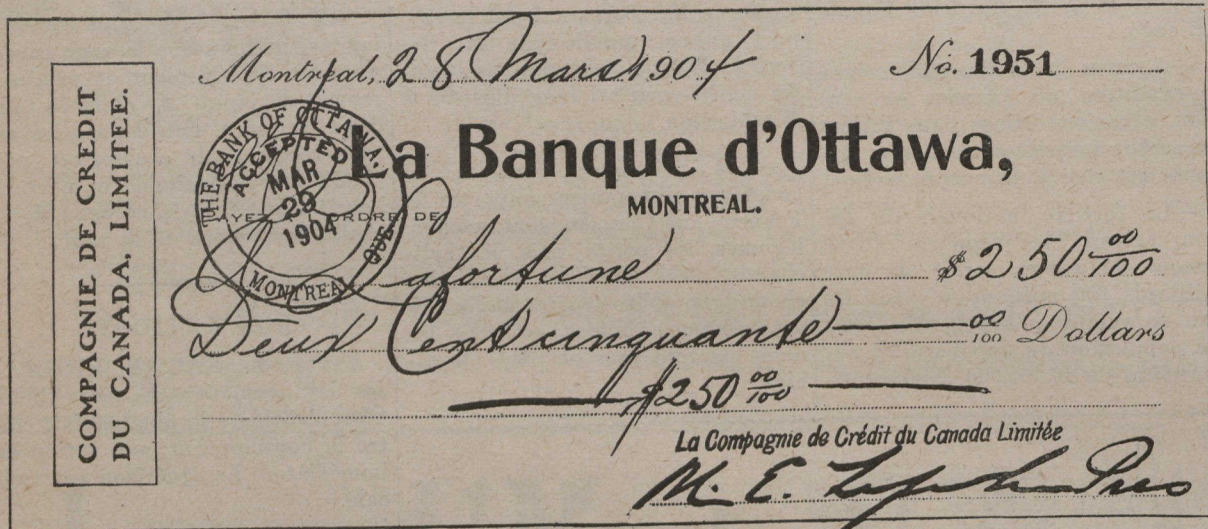 COMPAGNIE DE CREDIT
DU CANADA, LIMITEE.
Montreal, 28 Mars 1904 No. 1951
THE BANK OF OTTAWA.
ACCEPTED
MAR
29
1904
MONTREAL QUE
La Banque d'Ottawa,
MONTREAL.
PAYEZ A L'ORDRE DE
Lafortune $250 00/100
Deux Cent cinquante 00/100 Dollars
$250 00/100
La Compagnie de Crédit du Canada Limitée
M. E. Pres